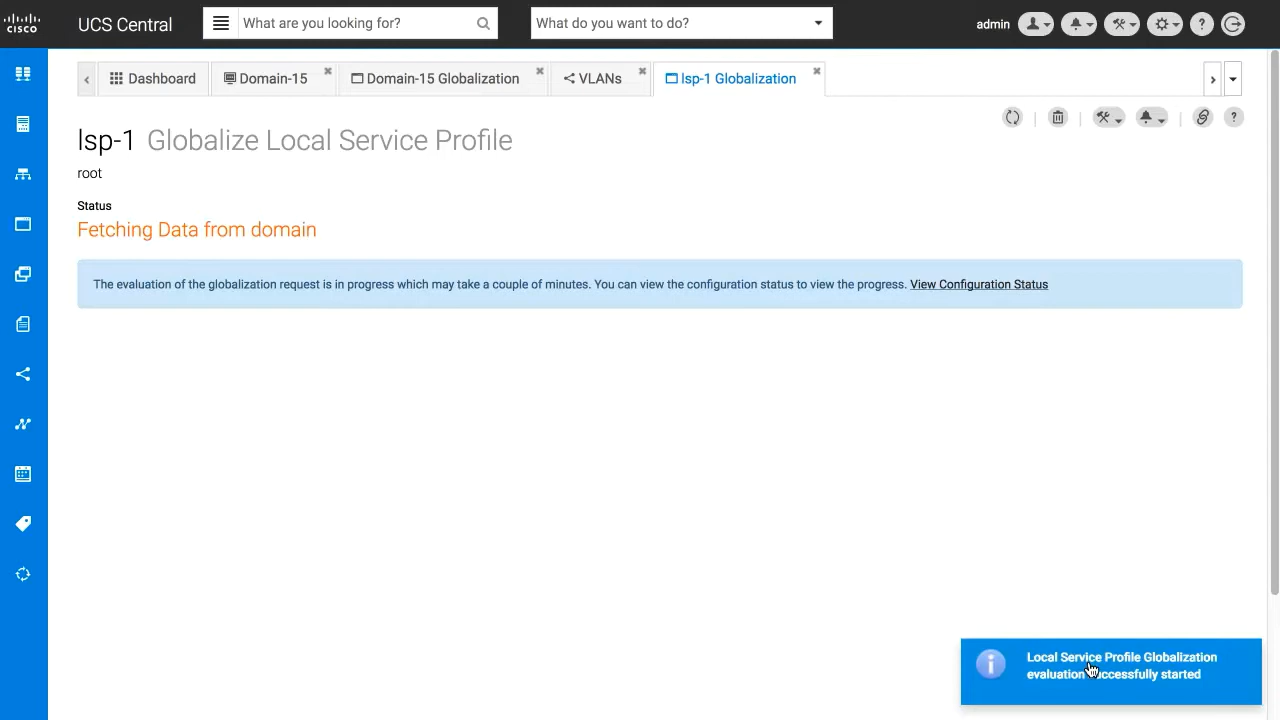 CISCO
UCS Central
What are you looking for?
What do you want to do?
admin
Dashboard
Domain-15
Domain-15 Globalization
VLANs
lsp-1 Globalization
lsp-1 Globalize Local Service Profile
root
Status
Fetching Data from domain
The evaluation of the globalization request is in progress which may take a couple of minutes. You can view the configuration status to view the progress. View Configuration Status
Local Service Profile Globalization
evaluation successfully started